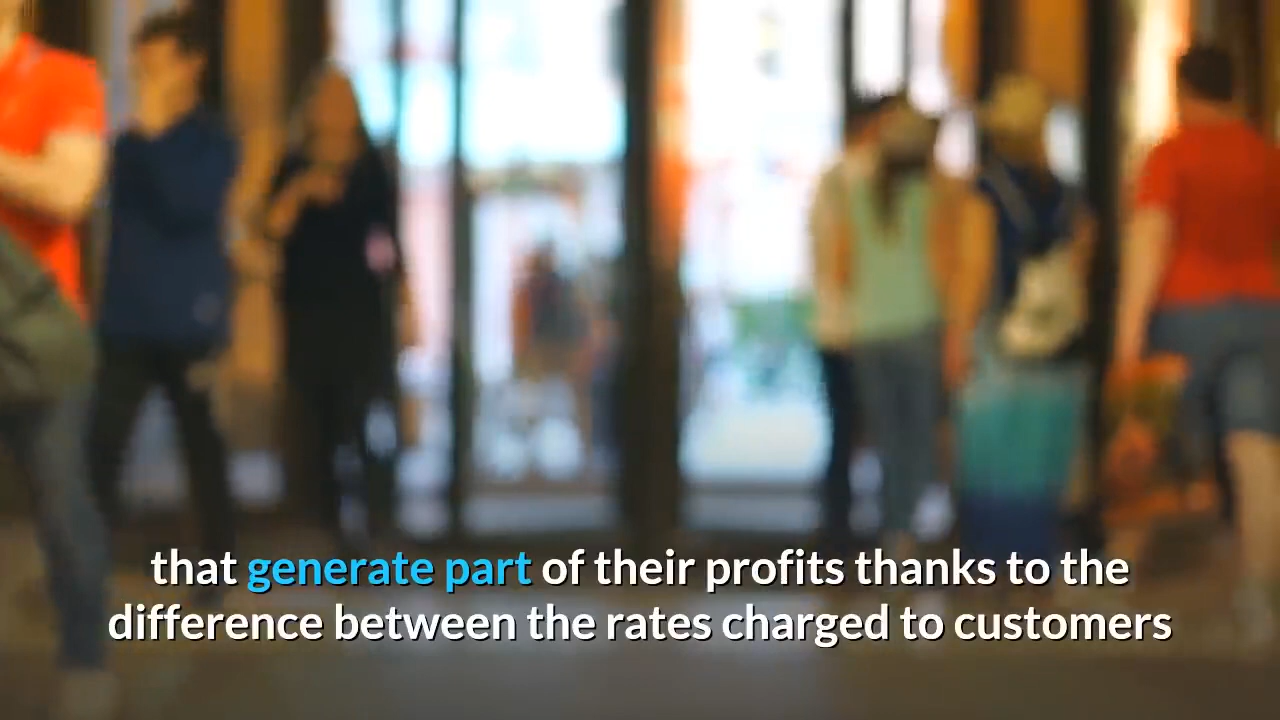 that generate part of their profits thanks to the
difference between the rates charged to customers